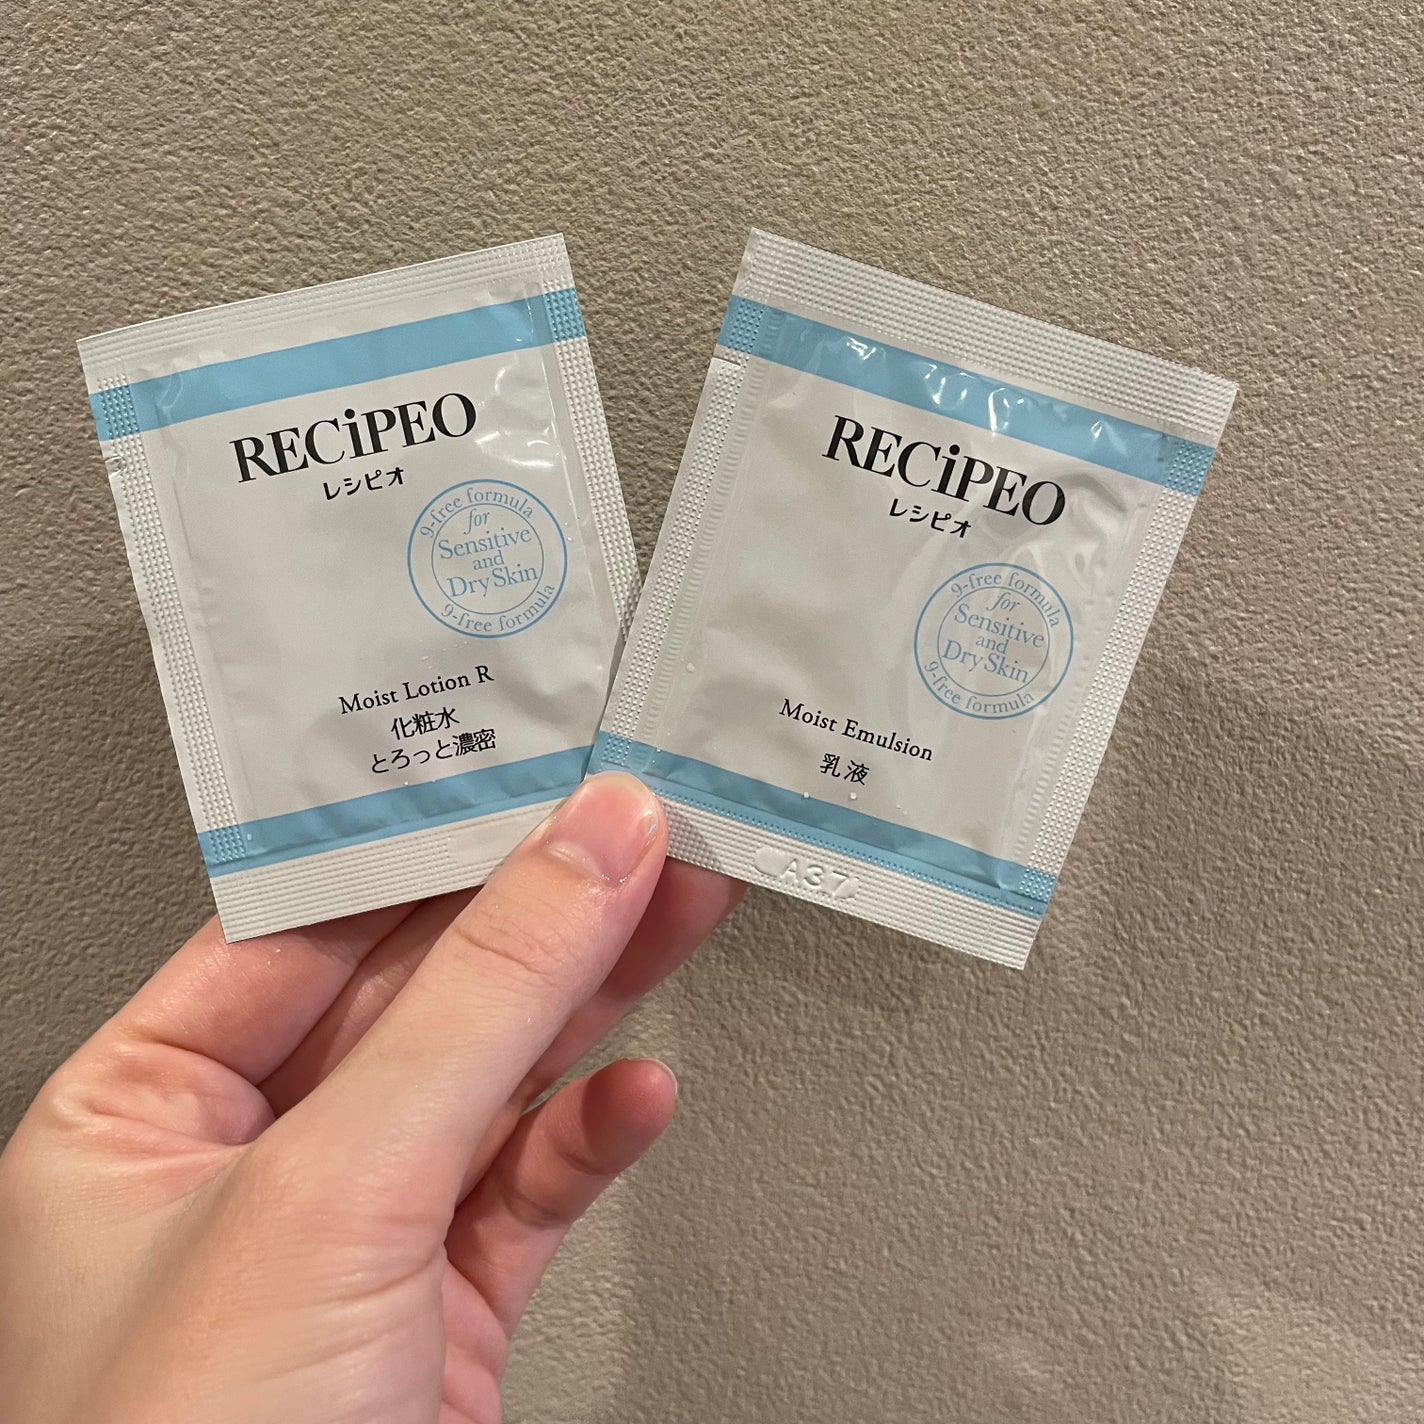 RECiPEO
レシピオ
9-free formula
for
Sensitive
and
Dry Skin
9-free formula
Moist Lotion R
化粧水
とろっと濃密
RECiPEO
レシピオ
9-free formula
for
Sensitive
and
Dry Skin
9-free formula
Moist Emulsion
乳液
A37